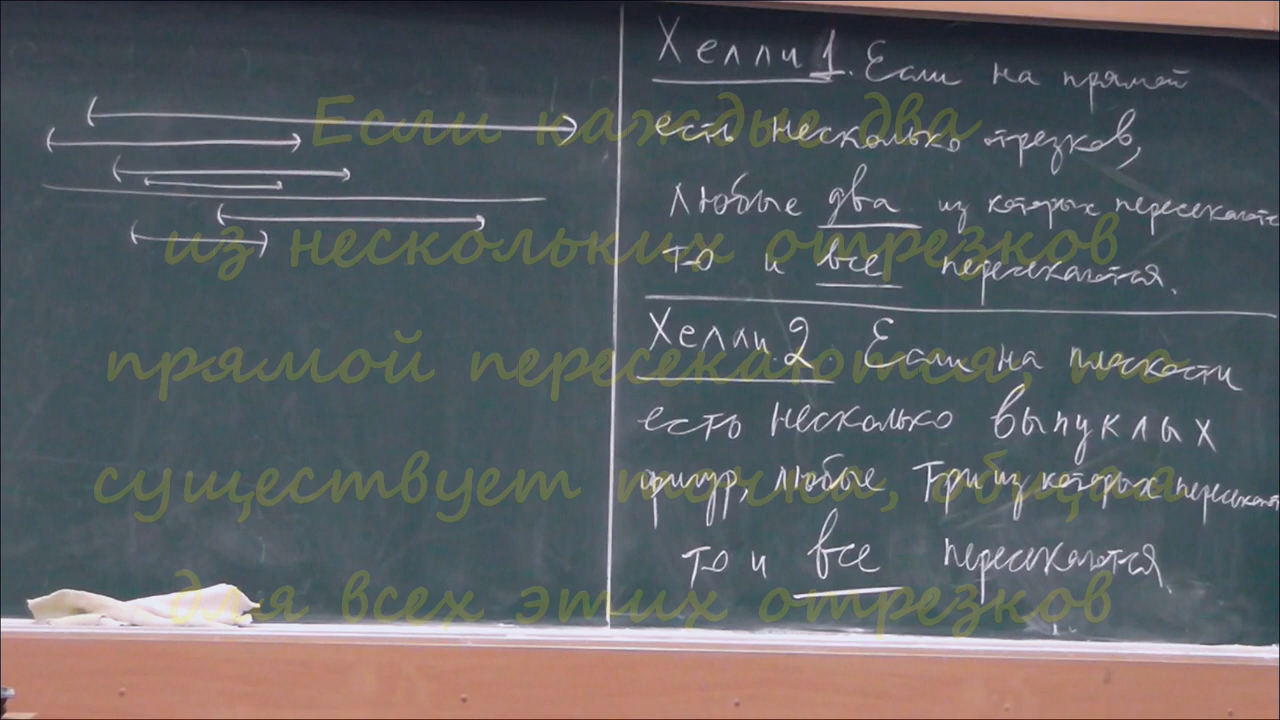 Хелли 1. Если на прямой
есть несколько отрезков,
любые два из которых пересекаются
то и все пересекаются.
Хелли. 2. Если на плоскости
есть несколько выпуклых
фигур, любые три из которых пересекают
то и все пересекаются.
Если каждые два
из нескольких отрезков
прямой пересекаются, то
существует точка, общая
для всех этих отрезков